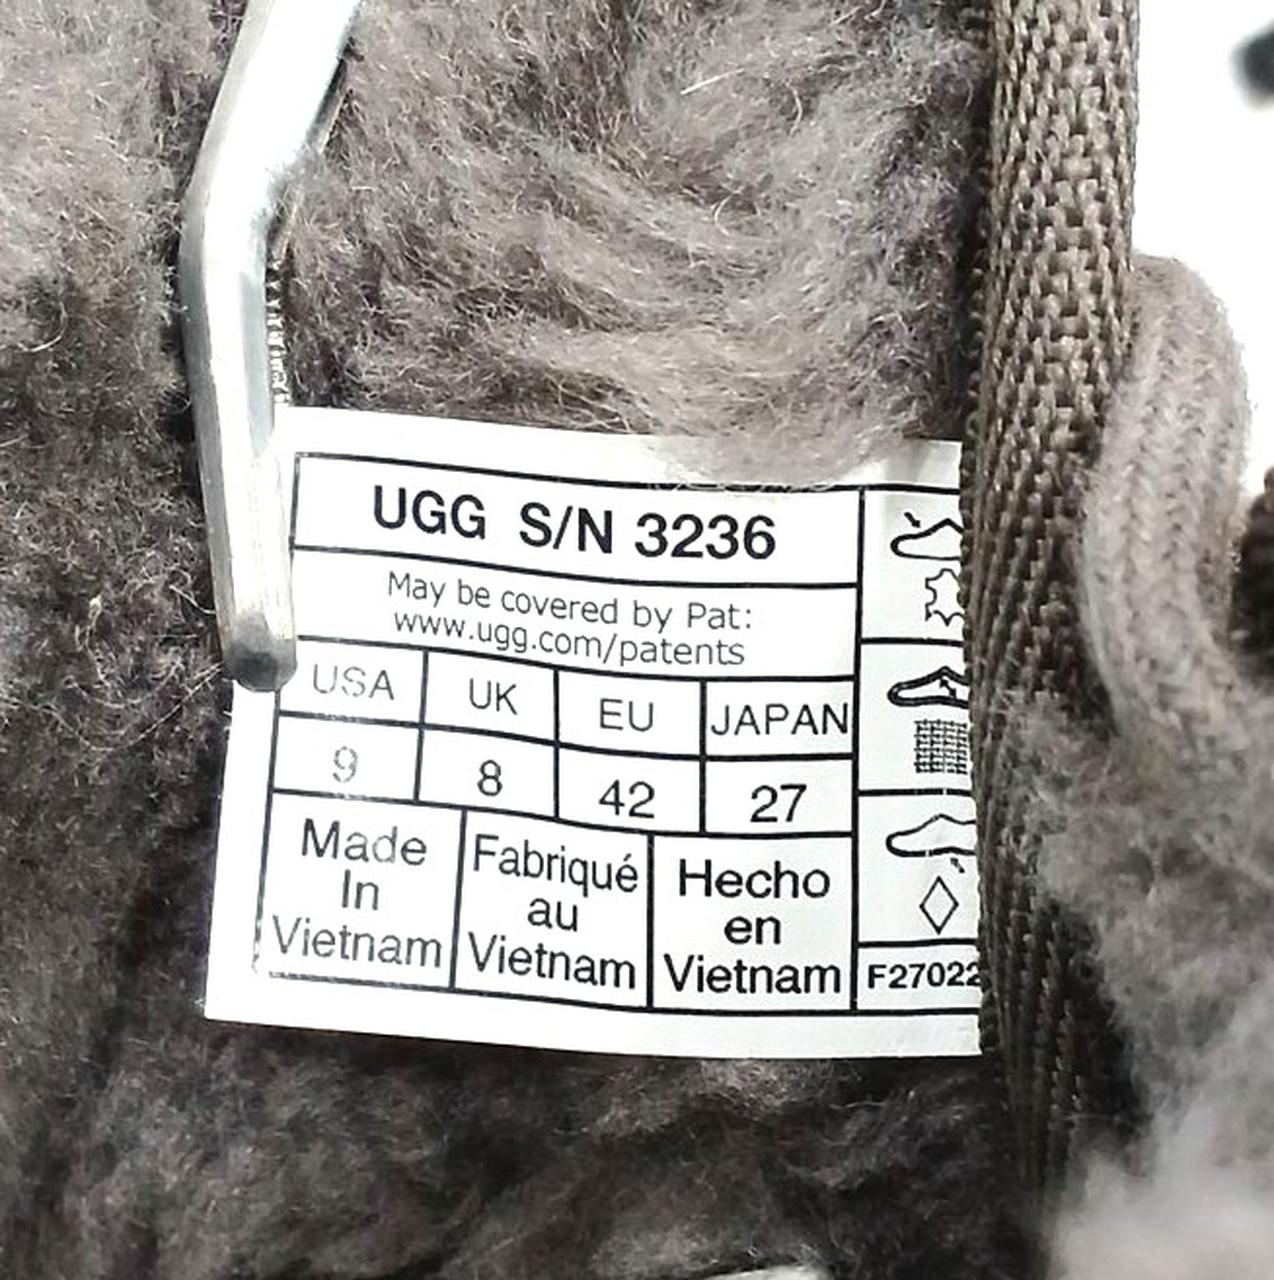 UGG S/N 3236
May be covered by Pat:
www.ugg.com/patents
USA UK EU JAPAN
9 8 42 27
Made
In
Vietnam
Fabriqué
au
Vietnam
Hecho
en
Vietnam
F27022